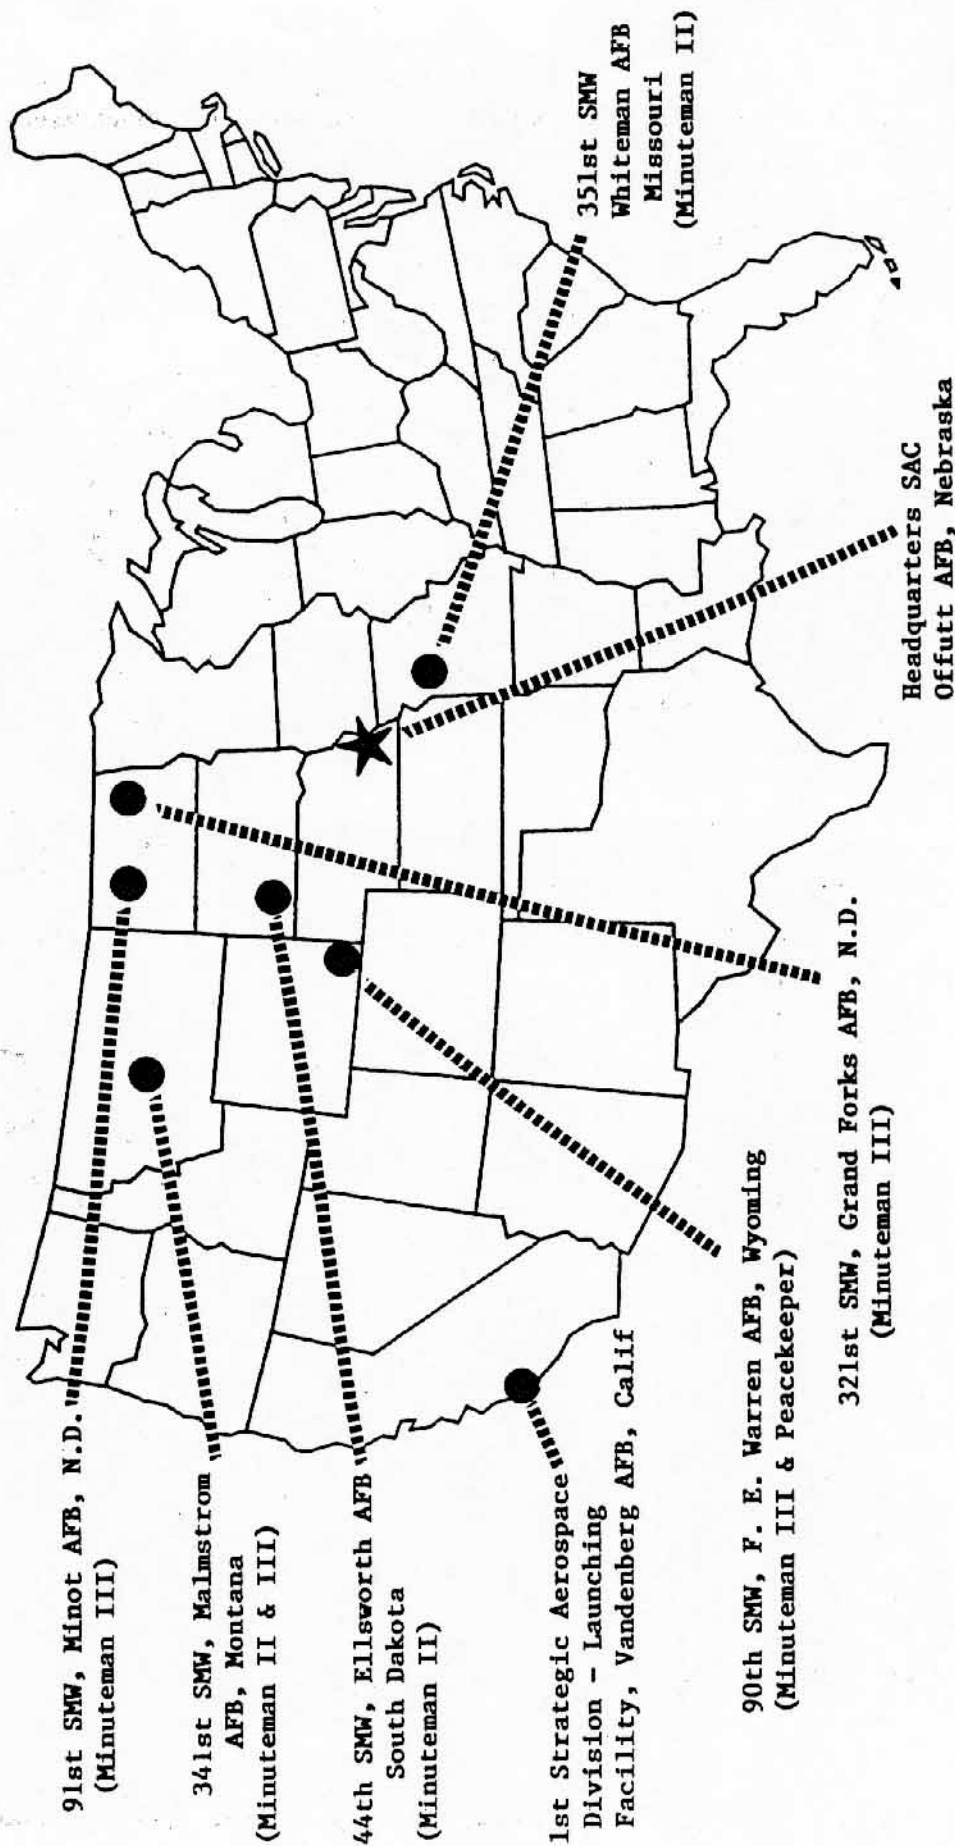 91st SMW, Minot AFB, N.D.
(Minuteman III)
341st SMW, Malmstrom
AFB, Montana
(Minuteman II & III)
44th SMW, Ellsworth AFB
South Dakota
(Minuteman II)
1st Strategic Aerospace
Division - Launching
Facility, Vandenberg AFB, Calif
90th SMW, F. E. Warren AFB, Wyoming
(Minuteman III & Peacekeeper)
321st SMW, Grand Forks AFB, N.D.
(Minuteman III)
Headquarters SAC
Offutt AFB, Nebraska
351st SMW
Whiteman AFB
Missouri
(Minuteman II)